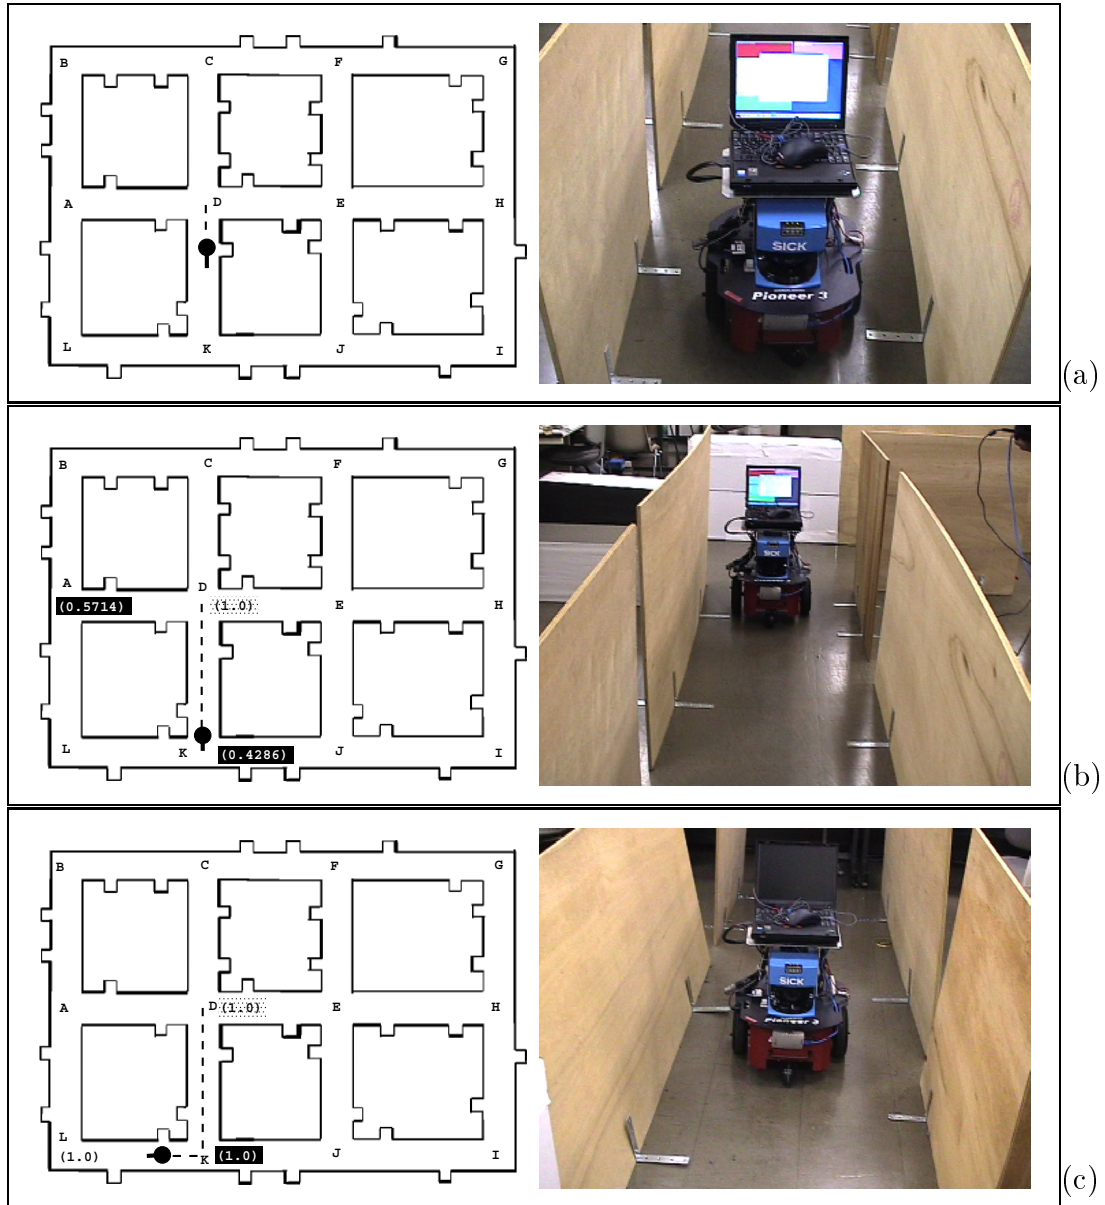 B C F G
A D E H
L K J I
SICK
Pioneer 3
(a)
B C F G
A D E H
(0.5714) (1.0)
L K J I
(0.4286)
SICK
(b)
B C F G
A D (1.0) E H
L K J I
(1.0) (1.0)
SICK
Pioneer 3
(c)